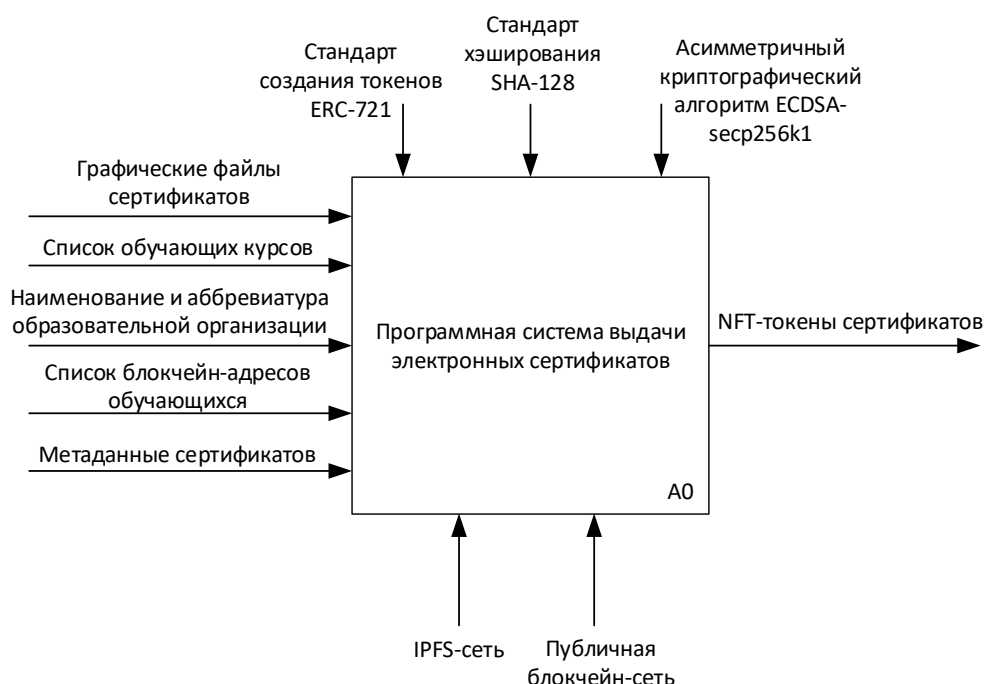 Стандарт
создания токенов
ERC-721
Стандарт
хэширования
SHA-128
Асимметричный
криптографический
алгоритм ECDSA-
secp256k1
Графические файлы
сертификатов
Список обучающих курсов
Наименование и аббревиатура
образовательной организации
Список блокчейн-адресов
обучающихся
Метаданные сертификатов
Программная система выдачи
электронных сертификатов
A0
NFT-токены сертификатов
IPFS-сеть
Публичная
блокчейн-сеть